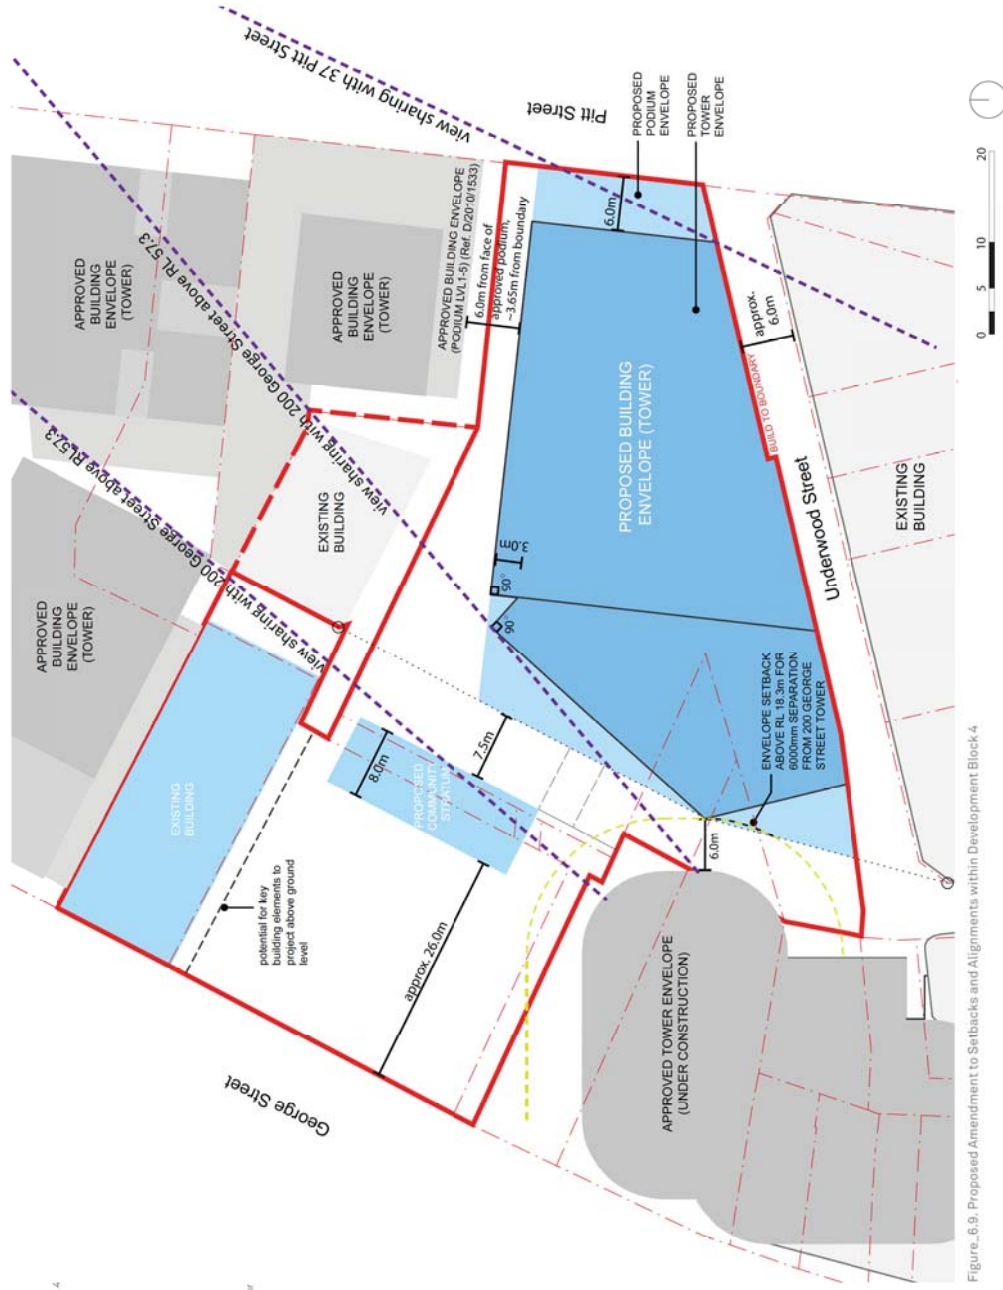 view sharing with 37 Pitt Street
Pitt Street
PROPOSED
PODIUM
ENVELOPE
PROPOSED
TOWER
ENVELOPE
APPROVED
BUILDING
ENVELOPE
(TOWER)
view sharing with 200 George Street above RL 57.3
APPROVED
BUILDING
ENVELOPE
(TOWER)
APPROVED BUILDING ENVELOPE
(PODIUM LVL1-5) (Ref. D/20'0/1533)
6.0m from face of
approved podium,
~3.65m from boundary
6.0m
approx.
6.0m
0
5
10
20
BUILD TO BOUNDARY
PROPOSED BUILDING
ENVELOPE (TOWER)
Underwood Street
EXISTING
BUILDING
APPROVED
BUILDING
ENVELOPE
(TOWER)
view sharing with 200 George Street above RL57.3
EXISTING
BUILDING
3.0m
90°
90°
ENVELOPE SETBACK
ABOVE RL 18.3m FOR
6000mm SEPARATION
FROM 200 GEORGE
STREET TOWER
7.5m
8.0m
PROPOSED
COMMUNITY
STRATUM
EXISTING
BUILDING
potential for key
building elements to
project above ground
level
approx. 26.0m
6.0m
APPROVED TOWER ENVELOPE
(UNDER CONSTRUCTION)
George Street
Figure_6.9. Proposed Amendment to Setbacks and Alignments within Development Block 4